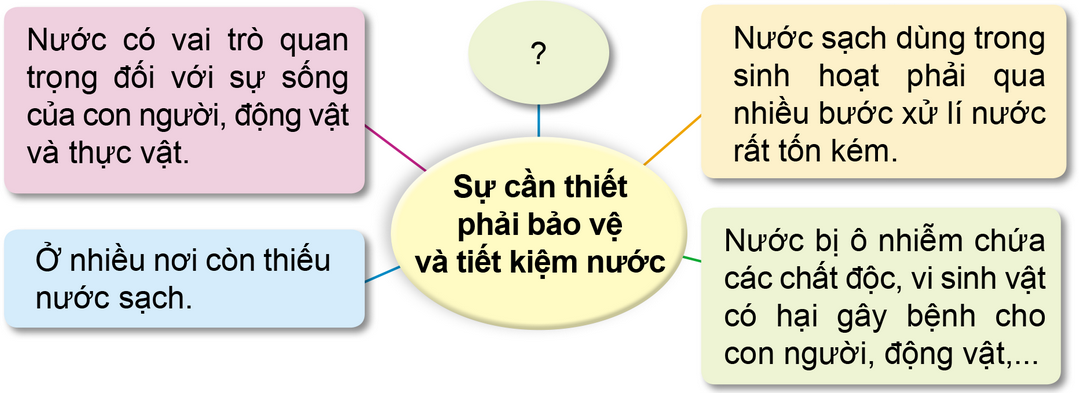 Nước có vai trò quan
trọng đối với sự sống
của con người, động vật
và thực vật.
?
Nước sạch dùng trong
sinh hoạt phải qua
nhiều bước xử lí nước
rất tốn kém.
Sự cần thiết
phải bảo vệ
và tiết kiệm nước
Ở nhiều nơi còn thiếu
nước sạch.
Nước bị ô nhiễm chứa
các chất độc, vi sinh vật
có hại gây bệnh cho
con người, động vật,...